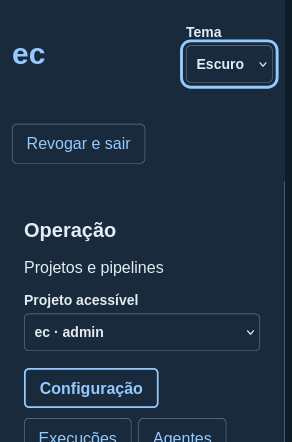 Tema
ec
Escuro
Revogar e sair
Operação
Projetos e pipelines
Projeto acessível
ec · admin
Configuração
Execuções
Agentes